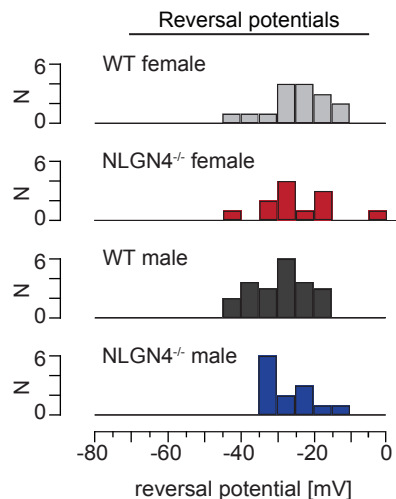 Reversal potentials
WT female
6
N
0
NLGN4-/- female
6
N
0
WT male
6
N
0
NLGN4-/- male
6
N
0
-80 -60 -40 -20 0
reversal potential [mV]